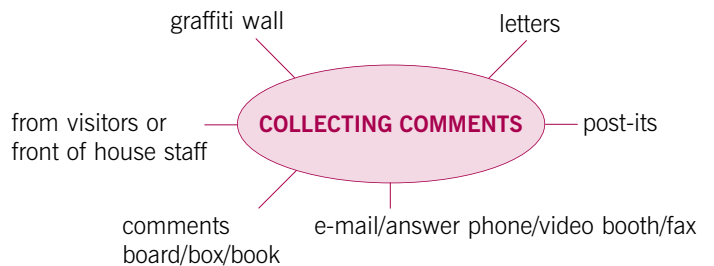 graffiti wall
letters
from visitors or
front of house staff
COLLECTING COMMENTS
post-its
comments
board/box/book
e-mail/answer phone/video booth/fax